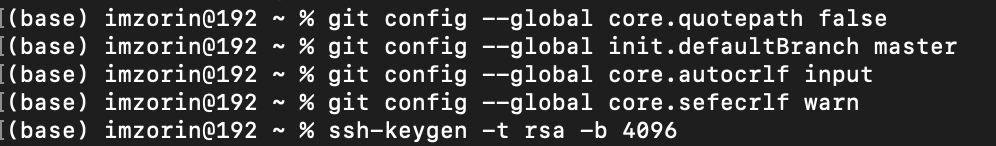 [(base) imzorin@192 ~ % git config --global core.quotepath false
[(base) imzorin@192 ~ % git config --global init.defaultBranch master
[(base) imzorin@192 ~ % git config --global core.autocrlf input
[(base) imzorin@192 ~ % git config --global core.sefecrlf warn
[(base) imzorin@192 ~ % ssh-keygen -t rsa -b 4096